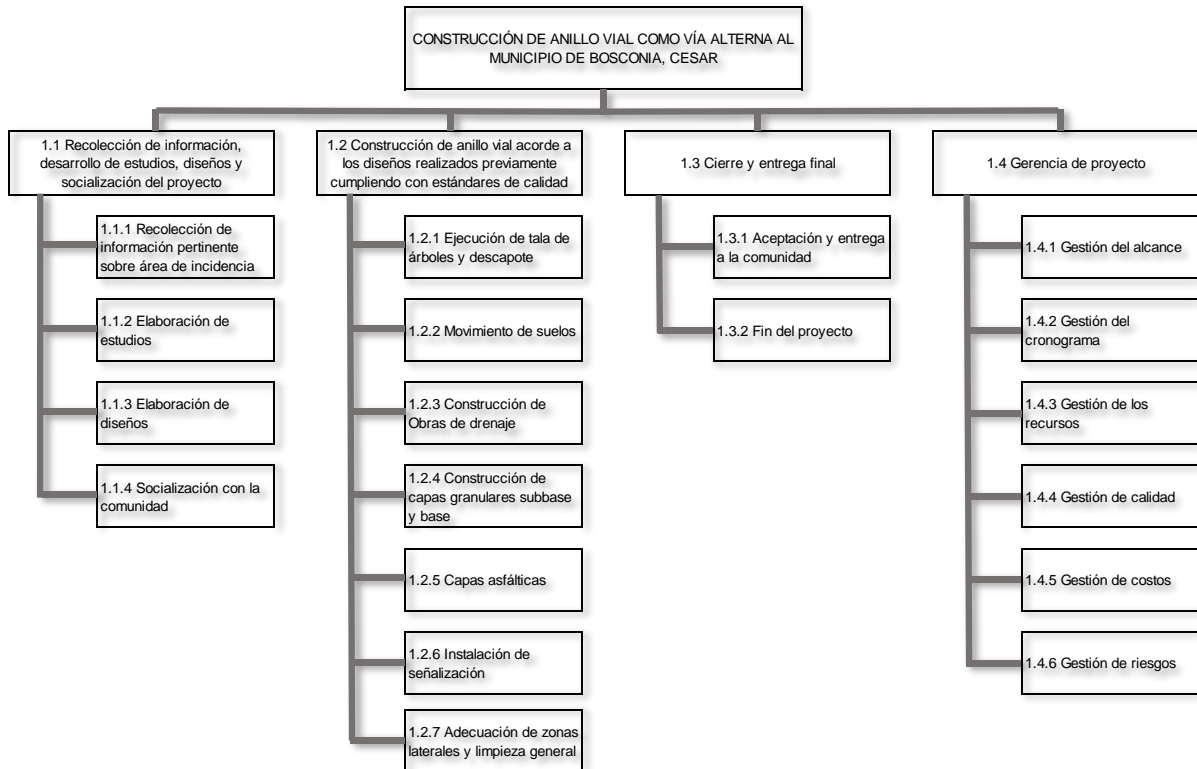 CONSTRUCCIÓN DE ANILLO VIAL COMO VÍA ALTERNA AL
MUNICIPIO DE BOSCONIA, CESAR
1.1 Recolección de información,
desarrollo de estudios, diseños y
socialización del proyecto
1.1.1 Recolección de
información pertinente
sobre área de incidencia
1.1.2 Elaboración de
estudios
1.1.3 Elaboración de
diseños
1.1.4 Socialización con la
comunidad
1.2 Construcción de anillo vial acorde a
los diseños realizados previamente
cumpliendo con estándares de calidad
1.2.1 Ejecución de tala de
árboles y descapote
1.2.2 Movimiento de suelos
1.2.3 Construcción de
Obras de drenaje
1.2.4 Construcción de
capas granulares subbase
y base
1.2.5 Capas asfálticas
1.2.6 Instalación de
señalización
1.2.7 Adecuación de zonas
laterales y limpieza general
1.3 Cierre y entrega final
1.3.1 Aceptación y entrega
a la comunidad
1.3.2 Fin del proyecto
1.4 Gerencia de proyecto
1.4.1 Gestión del alcance
1.4.2 Gestión del
cronograma
1.4.3 Gestión de los
recursos
1.4.4 Gestión de calidad
1.4.5 Gestión de costos
1.4.6 Gestión de riesgos